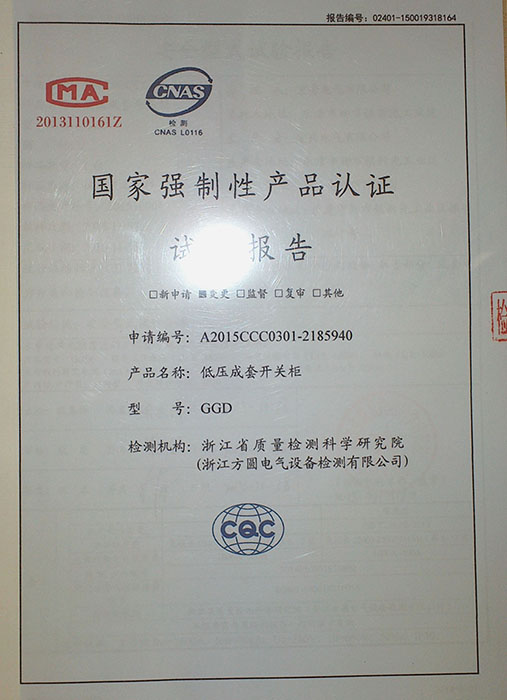 报告编号：02401-150019318164
MA
2013110161Z
CNAS
检测
CNAS L0116
国家强制性产品认证
试 报告
□新申请 ■变更 □监督 □复审 □其他
申请编号：A2015CCC0301-2185940
产品名称：低压成套开关柜
型 号：GGD
检测机构：浙江省质量检测科学研究院
(浙江方圆电气设备检测有限公司)
CQC